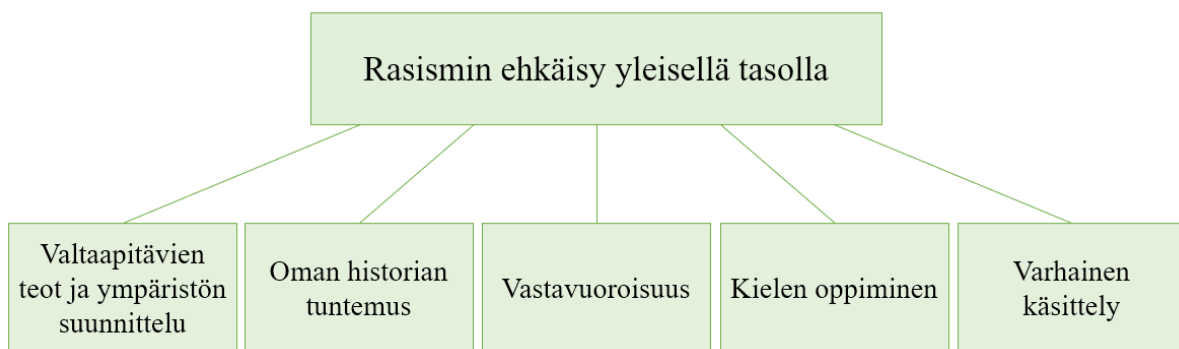 Rasismin ehkäisy yleisellä tasolla
Valtaapitävien
teot ja ympäristön
suunnittelu
Oman historian
tuntemus
Vastavuoroisuus
Kielen oppiminen
Varhainen
käsittely